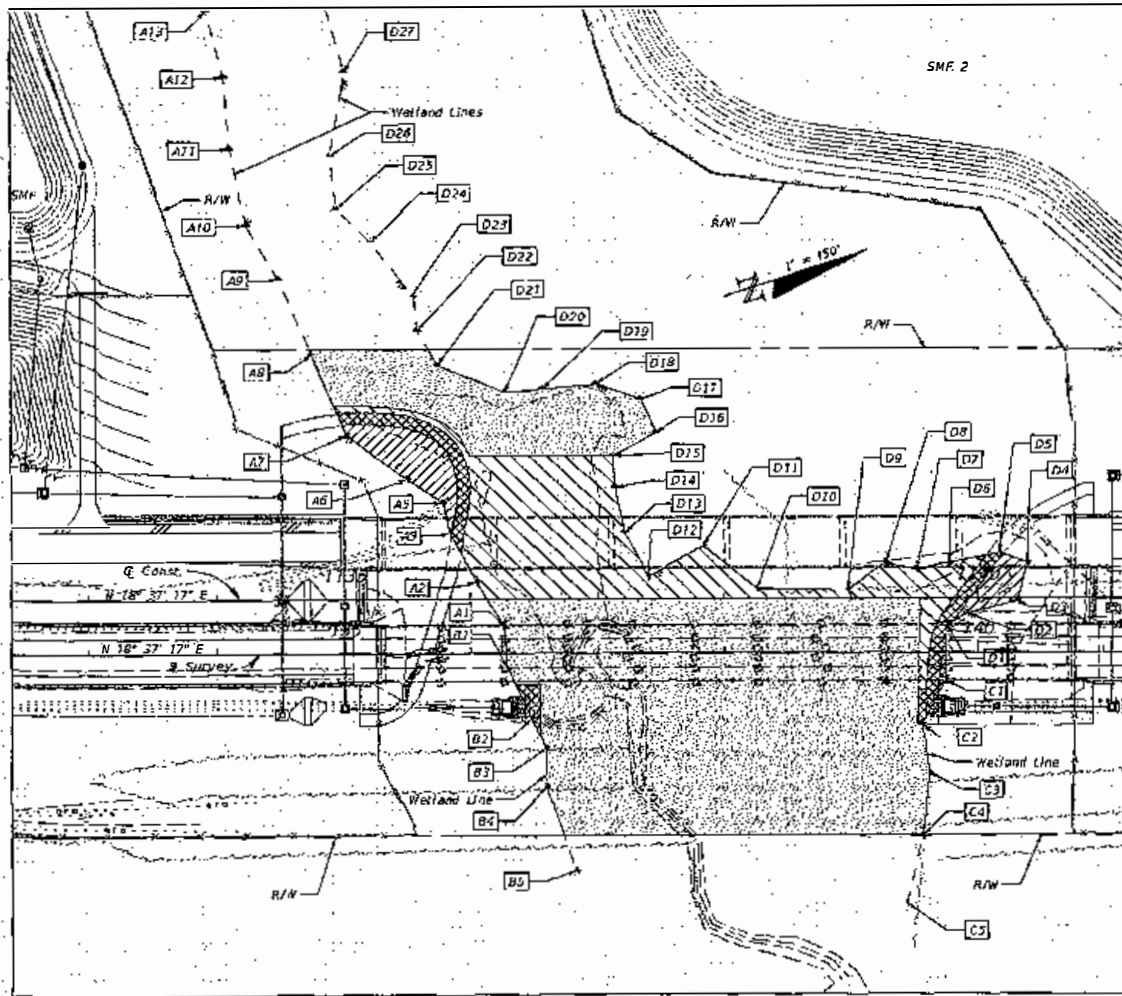 A13
D27
SMF 2
A12
Wetland Lines
D26
A11
D25
SMF
R/W
D24
R/W
A10
D23
D22
1" = 150'
N
A9
D21
D20
D19
R/W
D18
A8
D17
D16
D8
D5
A7
D15
D11
D9
D7
D4
D14
D6
A6
A5
D13
D10
D12
℄ Const.
A2
N 18° 37' 17" E
A1
D3
B1
D2
N 18° 37' 17" E
Survey
D1
C1
B2
C2
Wetland Line
B3
C3
Wetland Line
B4
C4
R/W
B5
R/W
C5